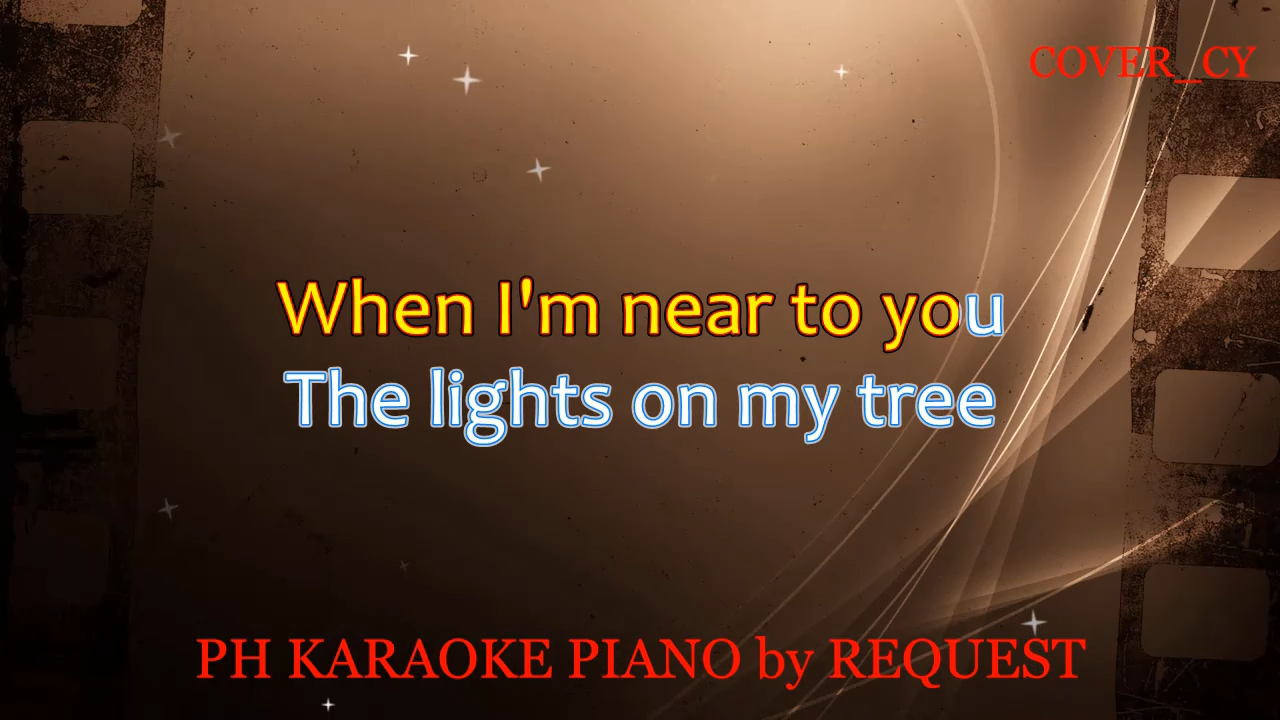 COVER_CY
When I'm near to you
The lights on my tree
PH KARAOKE PIANO by REQUEST